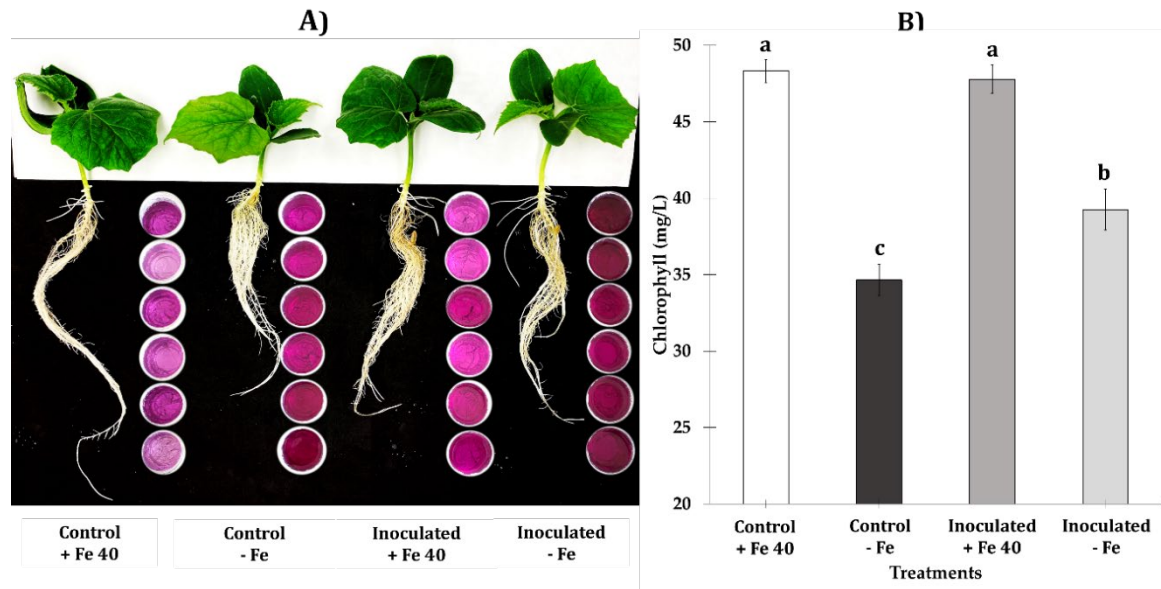 A)
Control
+ Fe 40
Control
- Fe
Inoculated
+ Fe 40
Inoculated
- Fe
B)
Chlorophyll (mg/L)
50
45
40
35
30
25
20
a
c
a
b
Control
+ Fe 40
Control
- Fe
Inoculated
+ Fe 40
Inoculated
- Fe
Treatments